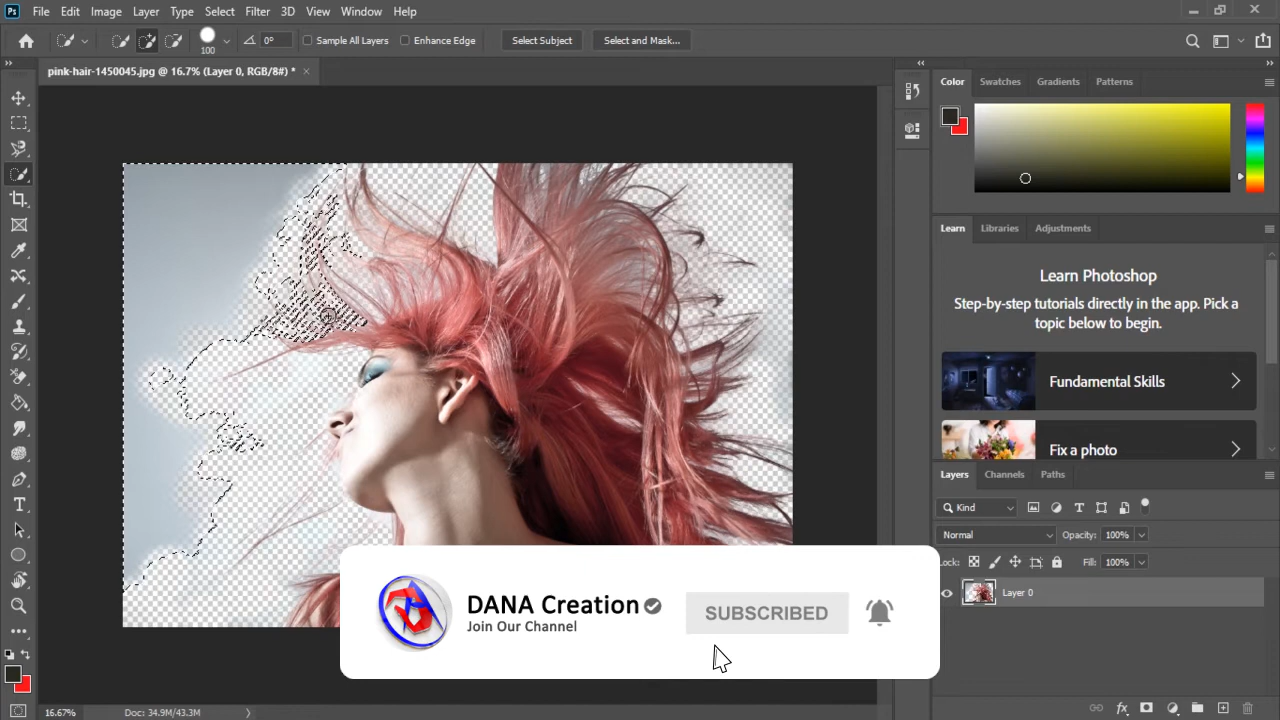 Ps File Edit Image Layer Type Select Filter 3D View Window Help
100 0° Sample All Layers Enhance Edge Select Subject Select and Mask...
pink-hair-1450045.jpg @ 16.7% (Layer 0, RGB/8#) * ×
Color Swatches Gradients Patterns
Learn Libraries Adjustments
Learn Photoshop
Step-by-step tutorials directly in the app. Pick a
topic below to begin.
Fundamental Skills
Fix a photo
Layers Channels Paths
Kind
Normal Opacity: 100%
Lock: Fill: 100%
Layer 0
DANA Creation
Join Our Channel
SUBSCRIBED
16.67% Doc: 34.9M/43.3M